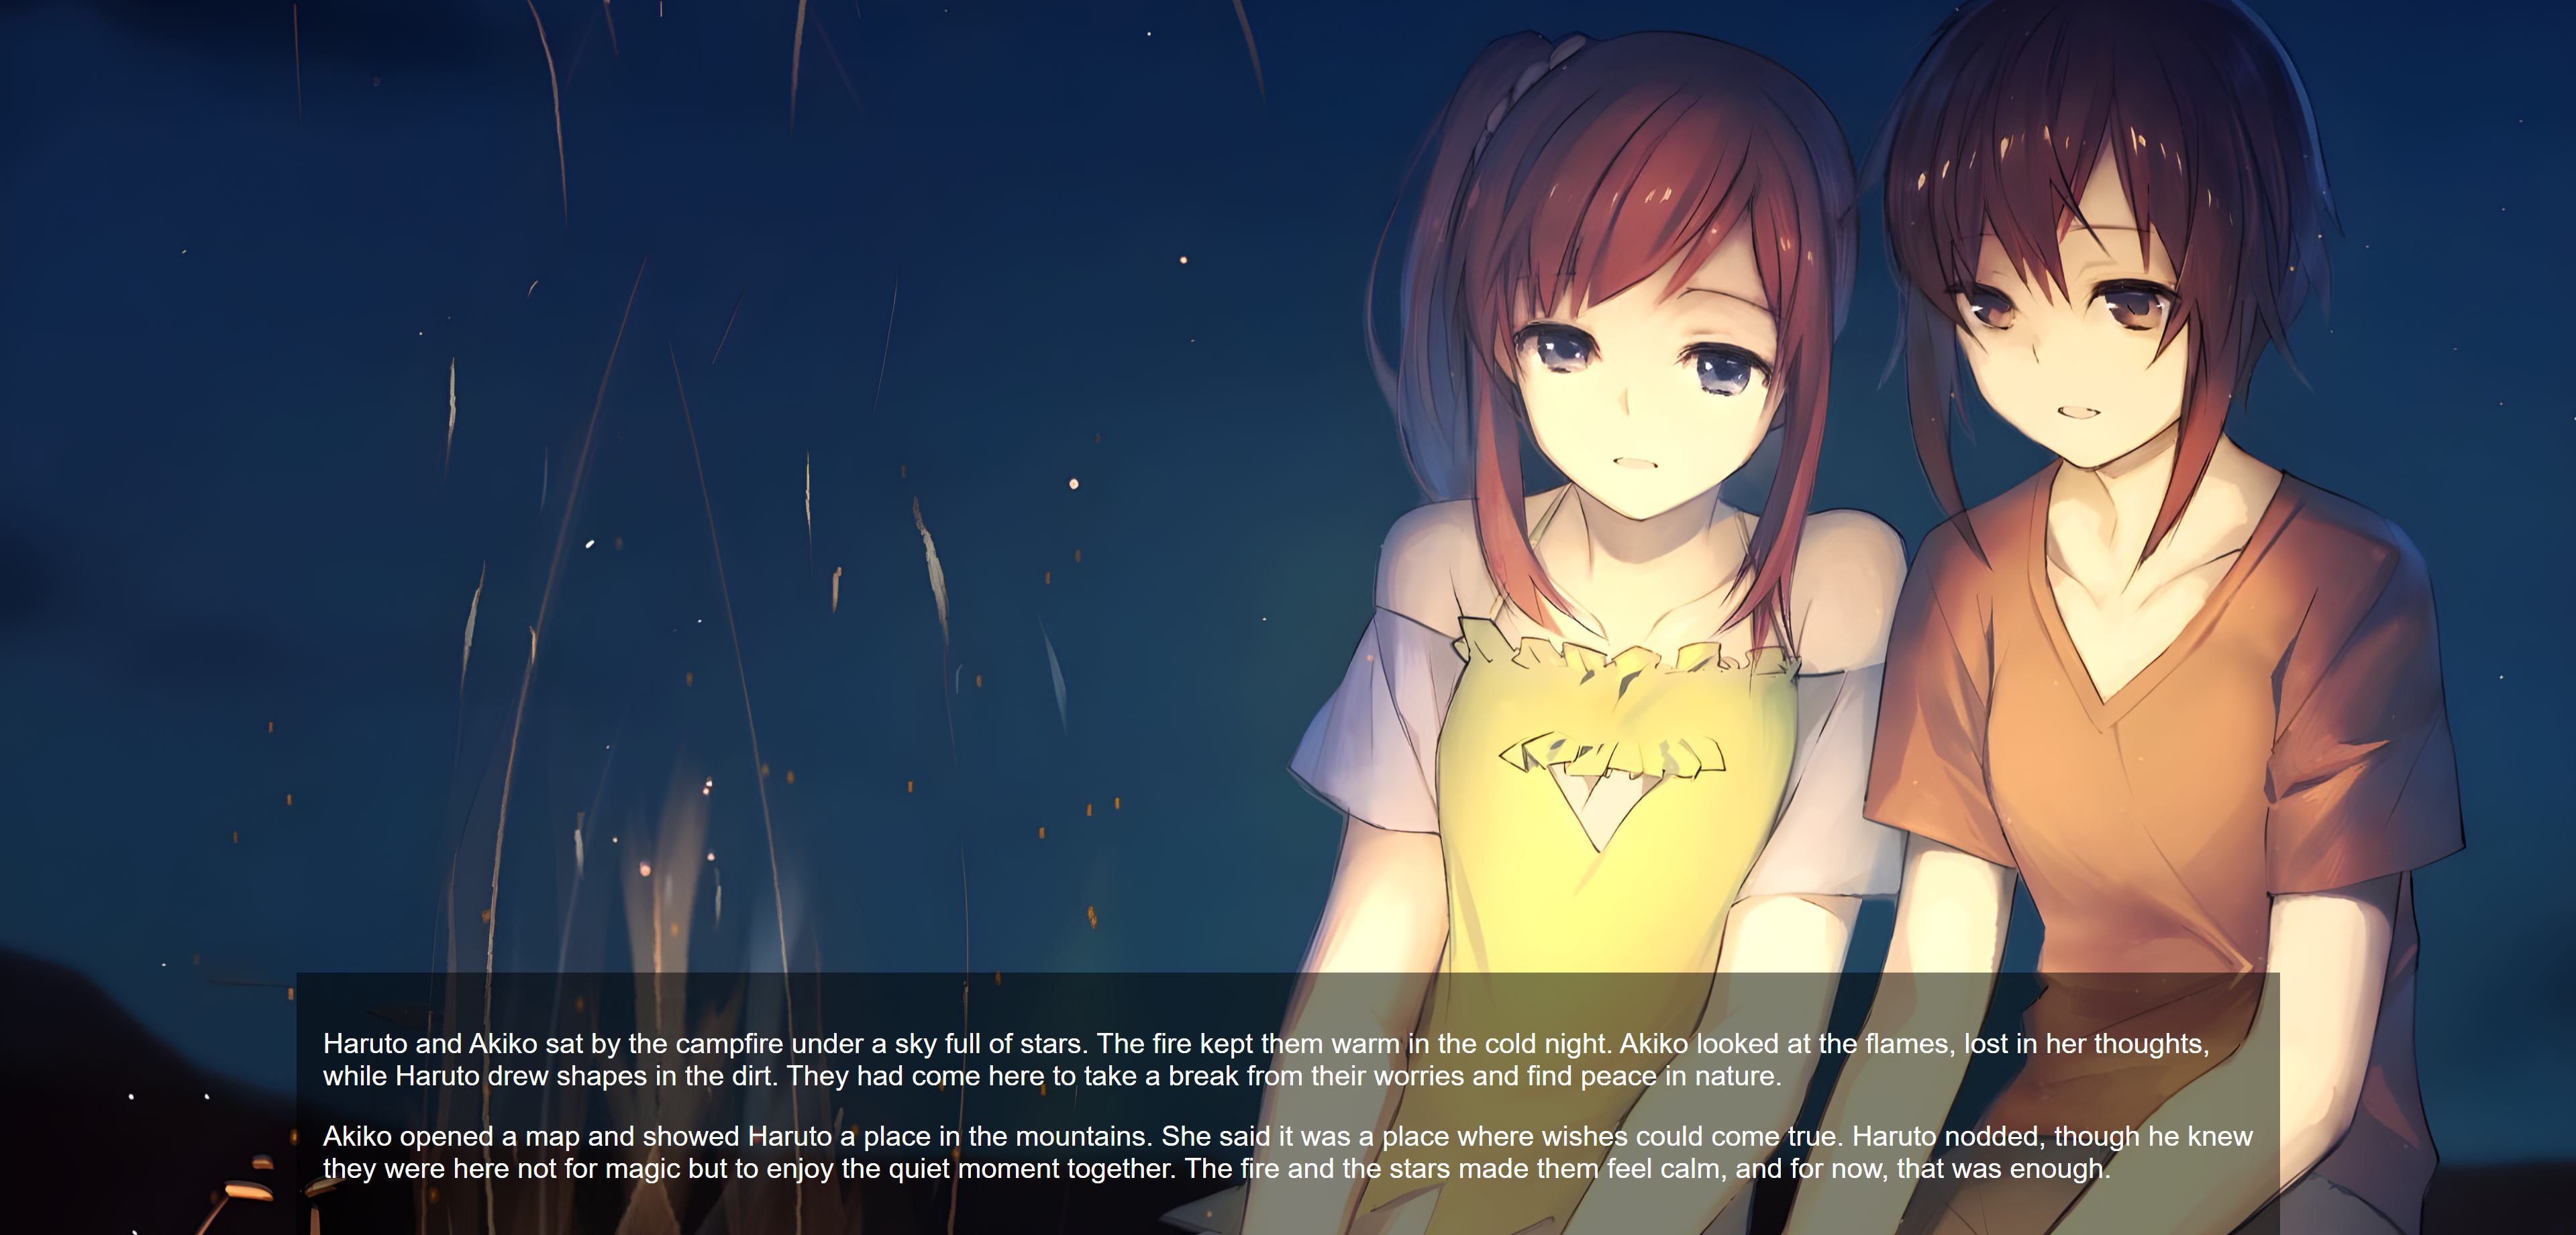 Haruto and Akiko sat by the campfire under a sky full of stars. The fire kept them warm in the cold night. Akiko looked at the flames, lost in her thoughts,
while Haruto drew shapes in the dirt. They had come here to take a break from their worries and find peace in nature.
Akiko opened a map and showed Haruto a place in the mountains. She said it was a place where wishes could come true. Haruto nodded, though he knew
they were here not for magic but to enjoy the quiet moment together. The fire and the stars made them feel calm, and for now, that was enough.